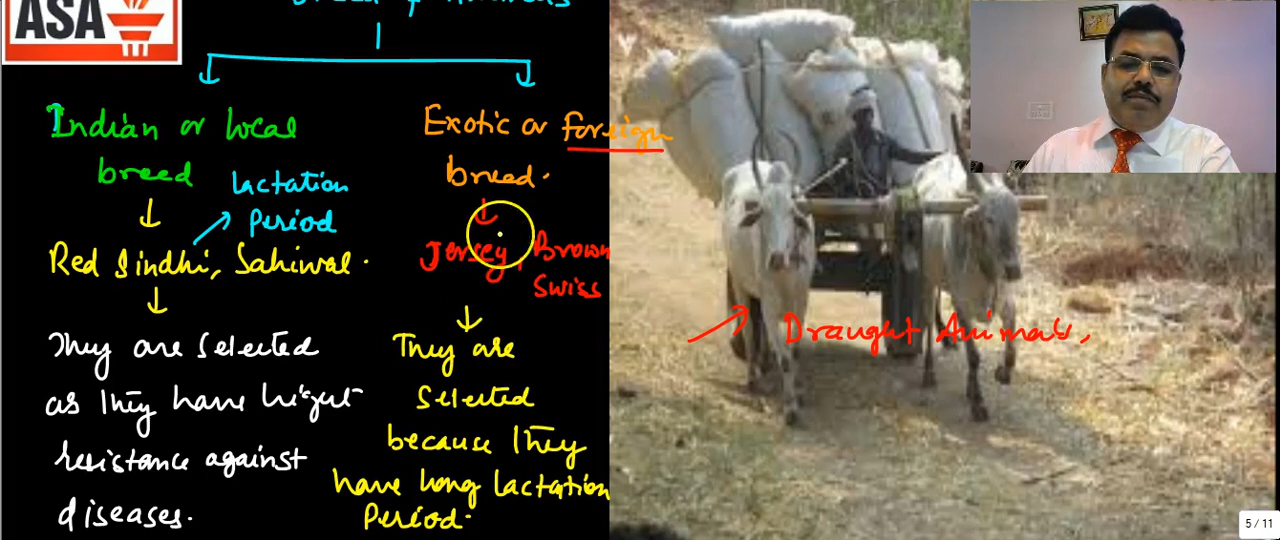 ASA
Indian or local
breed
Lactation
Period
Red Sindhi, Sahiwal.
They are selected
as they have higher
resistance against
diseases.
Exotic or foreign
breed.
Jersey, Brown
Swiss
They are
selected
because they
have long lactation
Period.
Draught Animals,
5 / 11